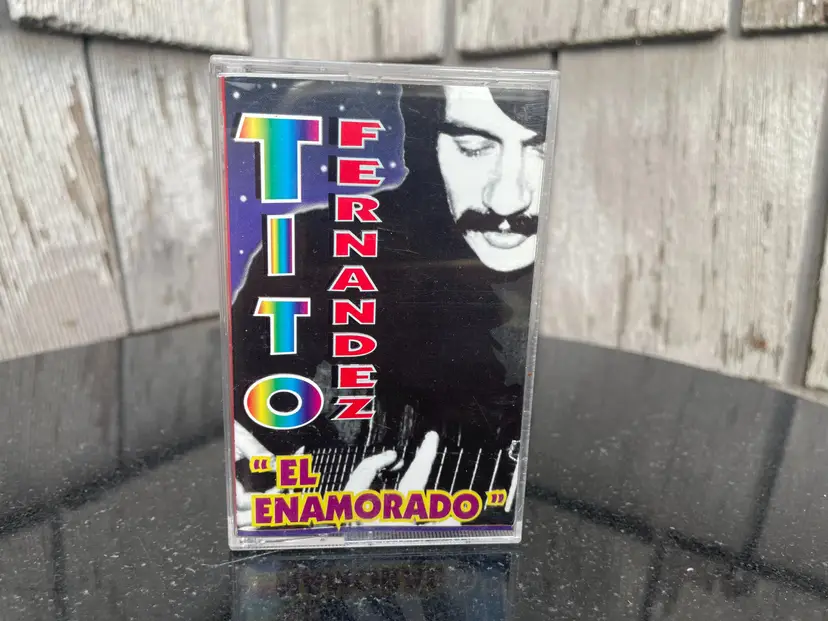 TITO
FERNANDEZ
“EL
ENAMORADO”